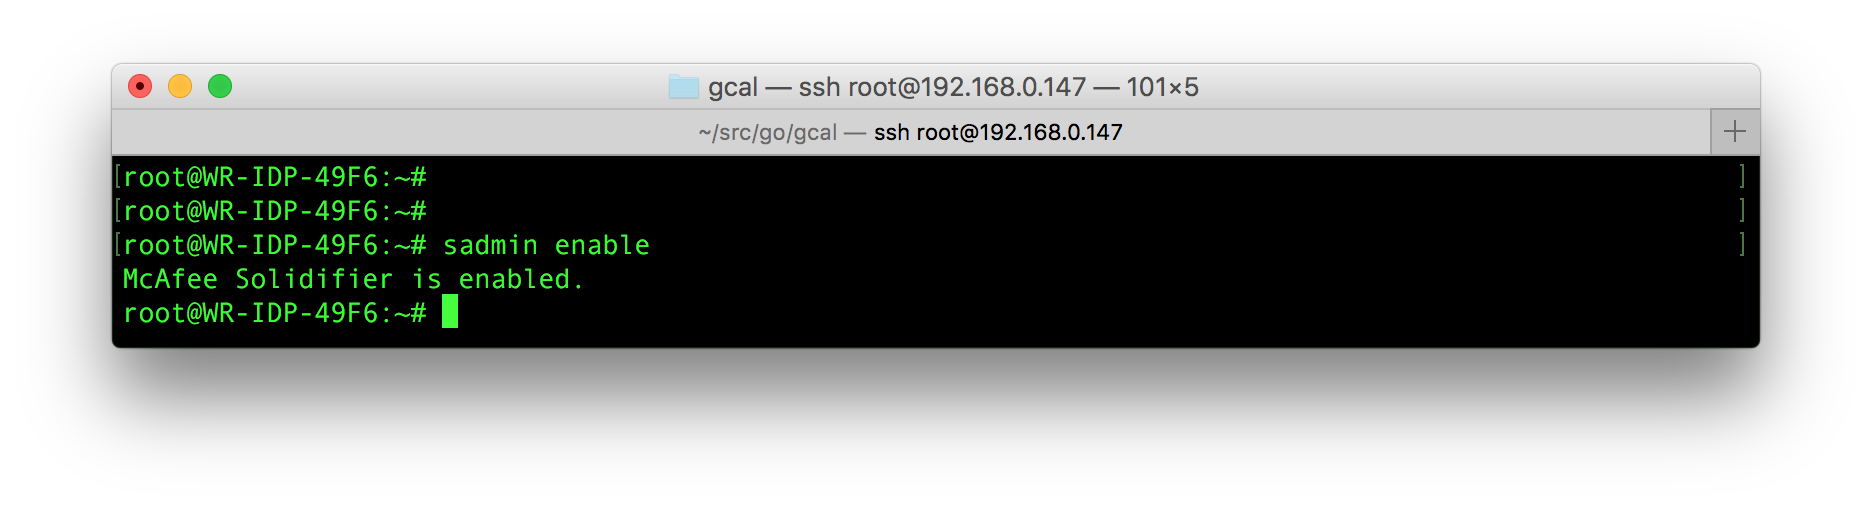 gcal — ssh root@192.168.0.147 — 101×5
~/src/go/gcal — ssh root@192.168.0.147
[root@WR-IDP-49F6:~# ]
[root@WR-IDP-49F6:~# ]
[root@WR-IDP-49F6:~# sadmin enable ]
McAfee Solidifier is enabled.
root@WR-IDP-49F6:~#